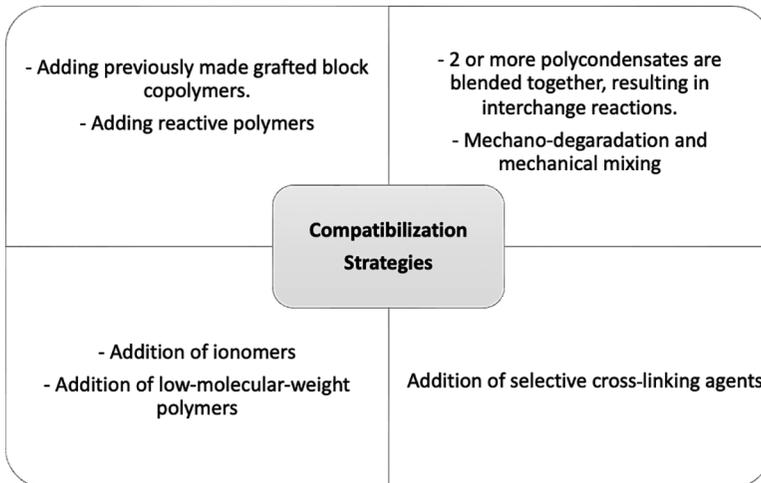 - Adding previously made grafted block
copolymers.
- Adding reactive polymers
- 2 or more polycondensates are
blended together, resulting in
interchange reactions.
- Mechano-degaradation and
mechanical mixing
Compatibilization
Strategies
- Addition of ionomers
- Addition of low-molecular-weight
polymers
Addition of selective cross-linking agents